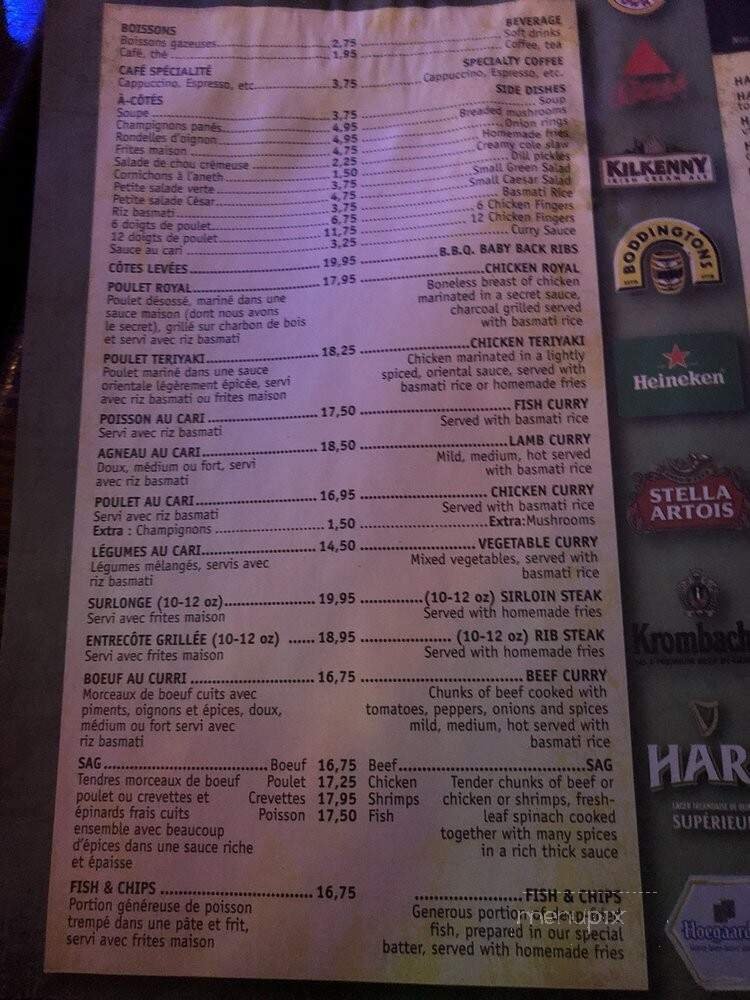 BOISSONS BEVERAGE
Boissons gazeuses 2,75 Soft drinks
Café, thé 1,95 Coffee, tea
CAFÉ SPÉCIALITÉ SPECIALTY COFFEE
Cappuccino, Espresso, etc. 3,75 Cappuccino, Espresso, etc.
À-CÔTÉS SIDE DISHES
Soupe 3,75 Soup
Champignons panés 4,95 Breaded mushrooms
Rondelles d'oignon 4,95 Onion rings
Frites maison 4,75 Homemade fries
Salade de chou crémeuse 2,25 Creamy cole slaw
Cornichons à l'aneth 1,50 Dill pickles
Petite salade verte 3,75 Small Green Salad
Petite salade César 4,75 Small Caesar Salad
Riz basmati 3,75 Basmati Rice
6 doigts de poulet 6,75 6 Chicken Fingers
12 doigts de poulet 11,75 12 Chicken Fingers
Sauce au cari 3,25 Curry Sauce
CÔTES LEVÉES 19,95 B.B.Q. BABY BACK RIBS
POULET ROYAL 17,95 CHICKEN ROYAL
Poulet désossé, mariné dans une Boneless breast of chicken
sauce maison (dont nous avons marinated in a secret sauce,
le secret), grillé sur charbon de bois charcoal grilled served
et servi avec riz basmati with basmati rice
POULET TERIYAKI 18,25 CHICKEN TERIYAKI
Poulet mariné dans une sauce Chicken marinated in a lightly
orientale légèrement épicée, servi spiced, oriental sauce, served with
avec riz basmati ou frites maison basmati rice or homemade fries
POISSON AU CARI 17,50 FISH CURRY
Servi avec riz basmati Served with basmati rice
AGNEAU AU CARI 18,50 LAMB CURRY
Doux, médium ou fort, servi Mild, medium, hot served
avec riz basmati with basmati rice
POULET AU CARI 16,95 CHICKEN CURRY
Servi avec riz basmati Served with basmati rice
Extra : Champignons 1,50 Extra:Mushrooms
LÉGUMES AU CARI 14,50 VEGETABLE CURRY
Légumes mélangés, servis avec Mixed vegetables, served with
riz basmati basmati rice
SURLONGE (10-12 oz) 19,95 (10-12 oz) SIRLOIN STEAK
Servi avec frites maison Served with homemade fries
ENTRECÔTE GRILLÉE (10-12 oz) 18,95 (10-12 oz) RIB STEAK
Servi avec frites maison Served with homemade fries
BOEUF AU CURRI 16,75 BEEF CURRY
Morceaux de boeuf cuits avec Chunks of beef cooked with
piments, oignons et épices, doux, tomatoes, peppers, onions and spices
médium ou fort servi avec mild, medium, hot served with
riz basmati basmati rice
SAG Boeuf 16,75 Beef SAG
Tendres morceaux de boeuf Poulet 17,25 Chicken Tender chunks of beef or
poulet ou crevettes et Crevettes 17,95 Shrimps chicken or shrimps, fresh-
épinards frais cuits Poisson 17,50 Fish leaf spinach cooked
ensemble avec beaucoup together with many spices
d'épices dans une sauce riche in a rich thick sauce
et épaisse
FISH & CHIPS 16,75 FISH & CHIPS
Portion généreuse de poisson Generous portion of deep-fried
trempé dans une pâte et frit, fish, prepared in our special
servi avec frites maison batter, served with homemade fries
menupix
KILKENNY
IRISH CREAM ALE
BODDINGTONS
Heineken
STELLA
ARTOIS
Krombach
HAR
SUPÉRIEU
Hoegaard